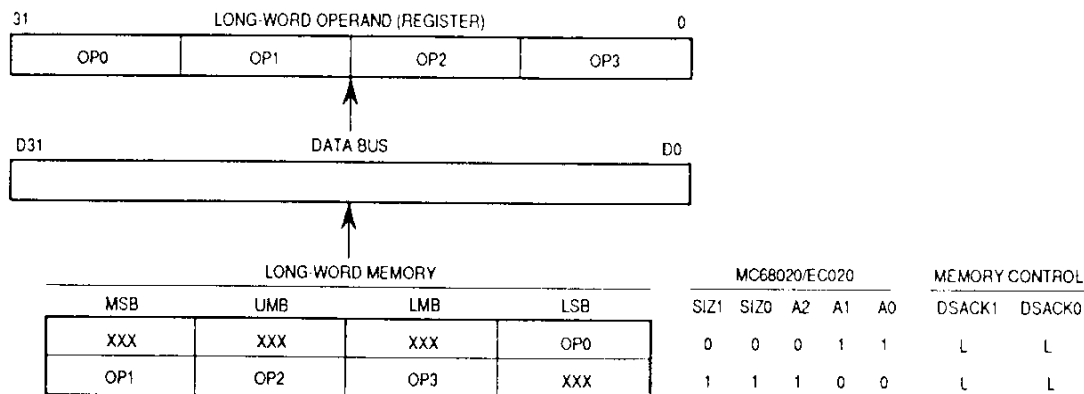 31 LONG-WORD OPERAND (REGISTER) 0
OP0 OP1 OP2 OP3
D31 DATA BUS D0
LONG-WORD MEMORY MC68020/EC020 MEMORY CONTROL
MSB UMB LMB LSB SIZ1 SIZ0 A2 A1 A0 DSACK1 DSACK0
XXX XXX XXX OP0 0 0 0 1 1 L L
OP1 OP2 OP3 XXX 1 1 1 0 0 L L